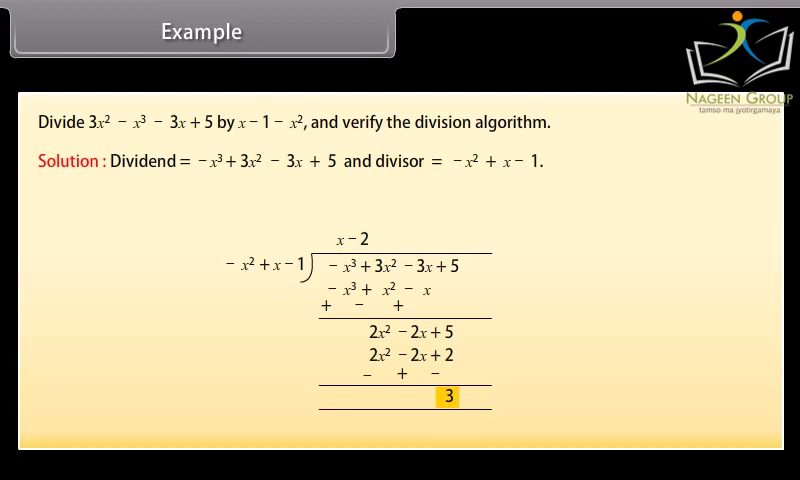 Example
NAGEEN GROUP
tamso ma jyotirgamaya
Divide 3x² − x³ − 3x + 5 by x − 1 − x², and verify the division algorithm.
Solution : Dividend = −x³ + 3x² − 3x + 5 and divisor = −x² + x − 1.
x − 2
− x² + x − 1 ) − x³ + 3x² − 3x + 5
− x³ + x² − x
+ − +
2x² − 2x + 5
2x² − 2x + 2
− + −
3